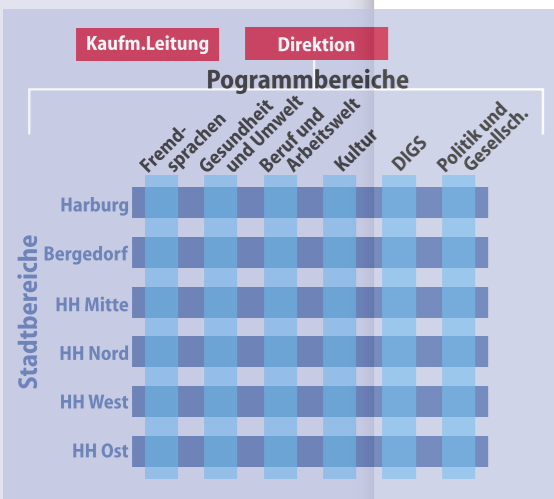 Kaufm.Leitung
Direktion
Pogrammbereiche
Fremd-
sprachen
Gesundheit
und Umwelt
Beruf und
Arbeitswelt
Kultur
DIGS
Politik und
Gesellsch.
Stadtbereiche
Harburg
Bergedorf
HH Mitte
HH Nord
HH West
HH Ost